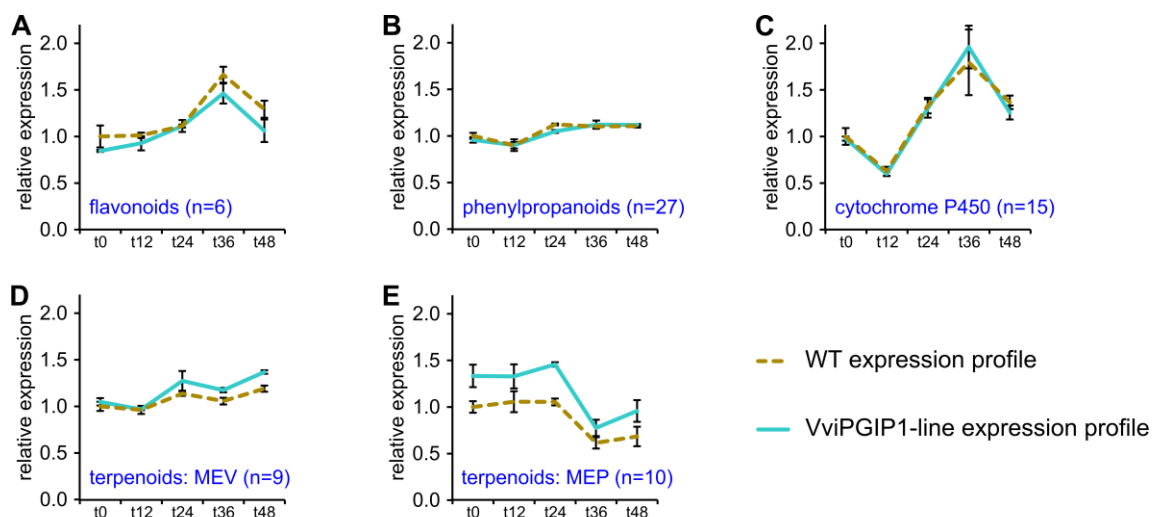 A
relative expression
2.0
1.5
1.0
0.5
0.0
flavonoids (n=6)
t0 t12 t24 t36 t48
B
relative expression
2.0
1.5
1.0
0.5
0.0
phenylpropanoids (n=27)
t0 t12 t24 t36 t48
C
relative expression
2.0
1.5
1.0
0.5
0.0
cytochrome P450 (n=15)
t0 t12 t24 t36 t48
D
relative expression
2.0
1.5
1.0
0.5
0.0
terpenoids: MEV (n=9)
t0 t12 t24 t36 t48
E
relative expression
2.0
1.5
1.0
0.5
0.0
terpenoids: MEP (n=10)
t0 t12 t24 t36 t48
WT expression profile
VviPGIP1-line expression profile